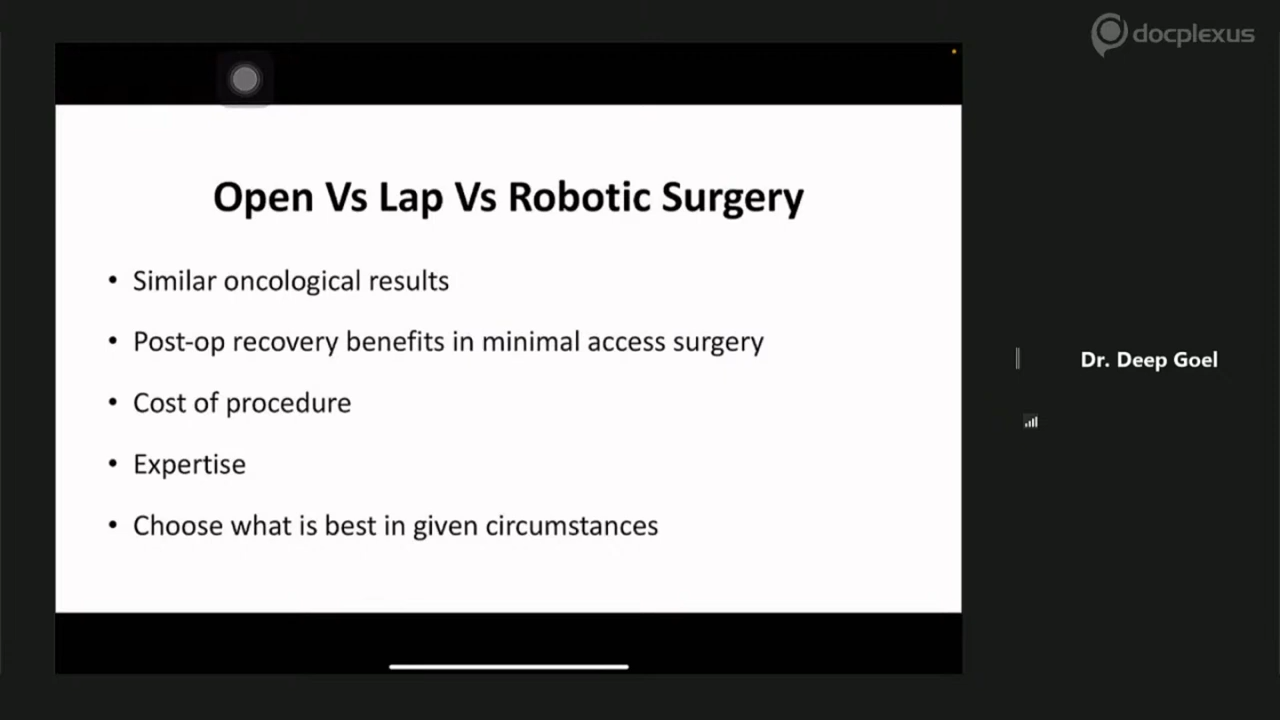 docplexus
Open Vs Lap Vs Robotic Surgery
• Similar oncological results
• Post-op recovery benefits in minimal access surgery
• Cost of procedure
• Expertise
• Choose what is best in given circumstances
Dr. Deep Goel